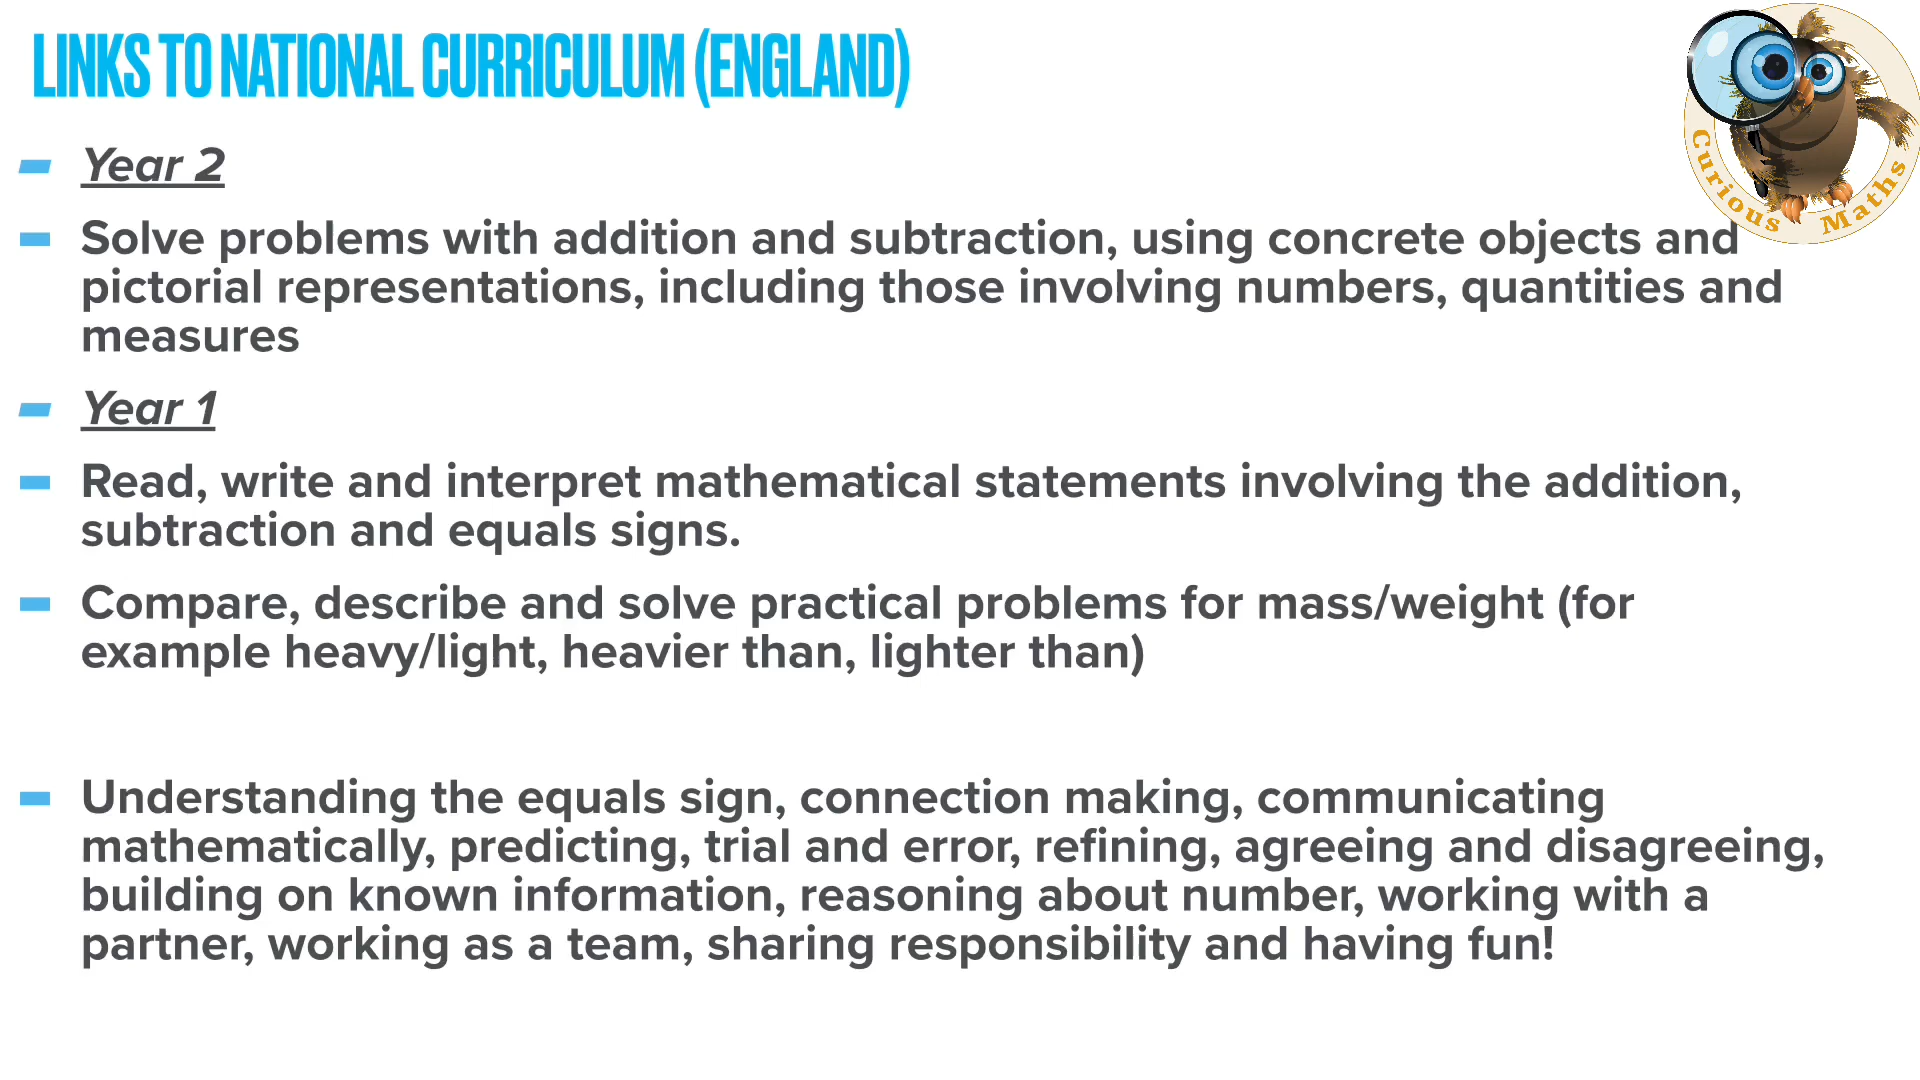 LINKS TO NATIONAL CURRICULUM (ENGLAND)
Curious Maths
Year 2
Solve problems with addition and subtraction, using concrete objects and
pictorial representations, including those involving numbers, quantities and
measures
Year 1
Read, write and interpret mathematical statements involving the addition,
subtraction and equals signs.
Compare, describe and solve practical problems for mass/weight (for
example heavy/light, heavier than, lighter than)
Understanding the equals sign, connection making, communicating
mathematically, predicting, trial and error, refining, agreeing and disagreeing,
building on known information, reasoning about number, working with a
partner, working as a team, sharing responsibility and having fun!